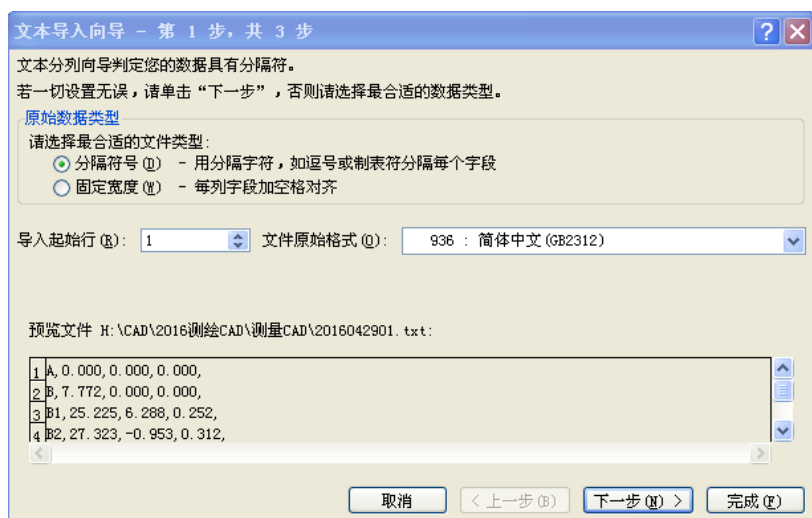 文本导入向导 - 第 1 步，共 3 步
文本分列向导判定您的数据具有分隔符。
若一切设置无误，请单击“下一步”，否则请选择最合适的数据类型。
原始数据类型
请选择最合适的文件类型：
分隔符号(D) - 用分隔字符，如逗号或制表符分隔每个字段
固定宽度(W) - 每列字段加空格对齐
导入起始行(R): 1 文件原始格式(O): 936 : 简体中文(GB2312)
预览文件 H:\CAD\2016测绘CAD\测量CAD\2016042901.txt:
1 A,0.000,0.000,0.000,
2 B,7.772,0.000,0.000,
3 B1,25.225,6.288,0.252,
4 B2,27.323,-0.953,0.312,
取消 < 上一步(B) 下一步(N) > 完成(F)